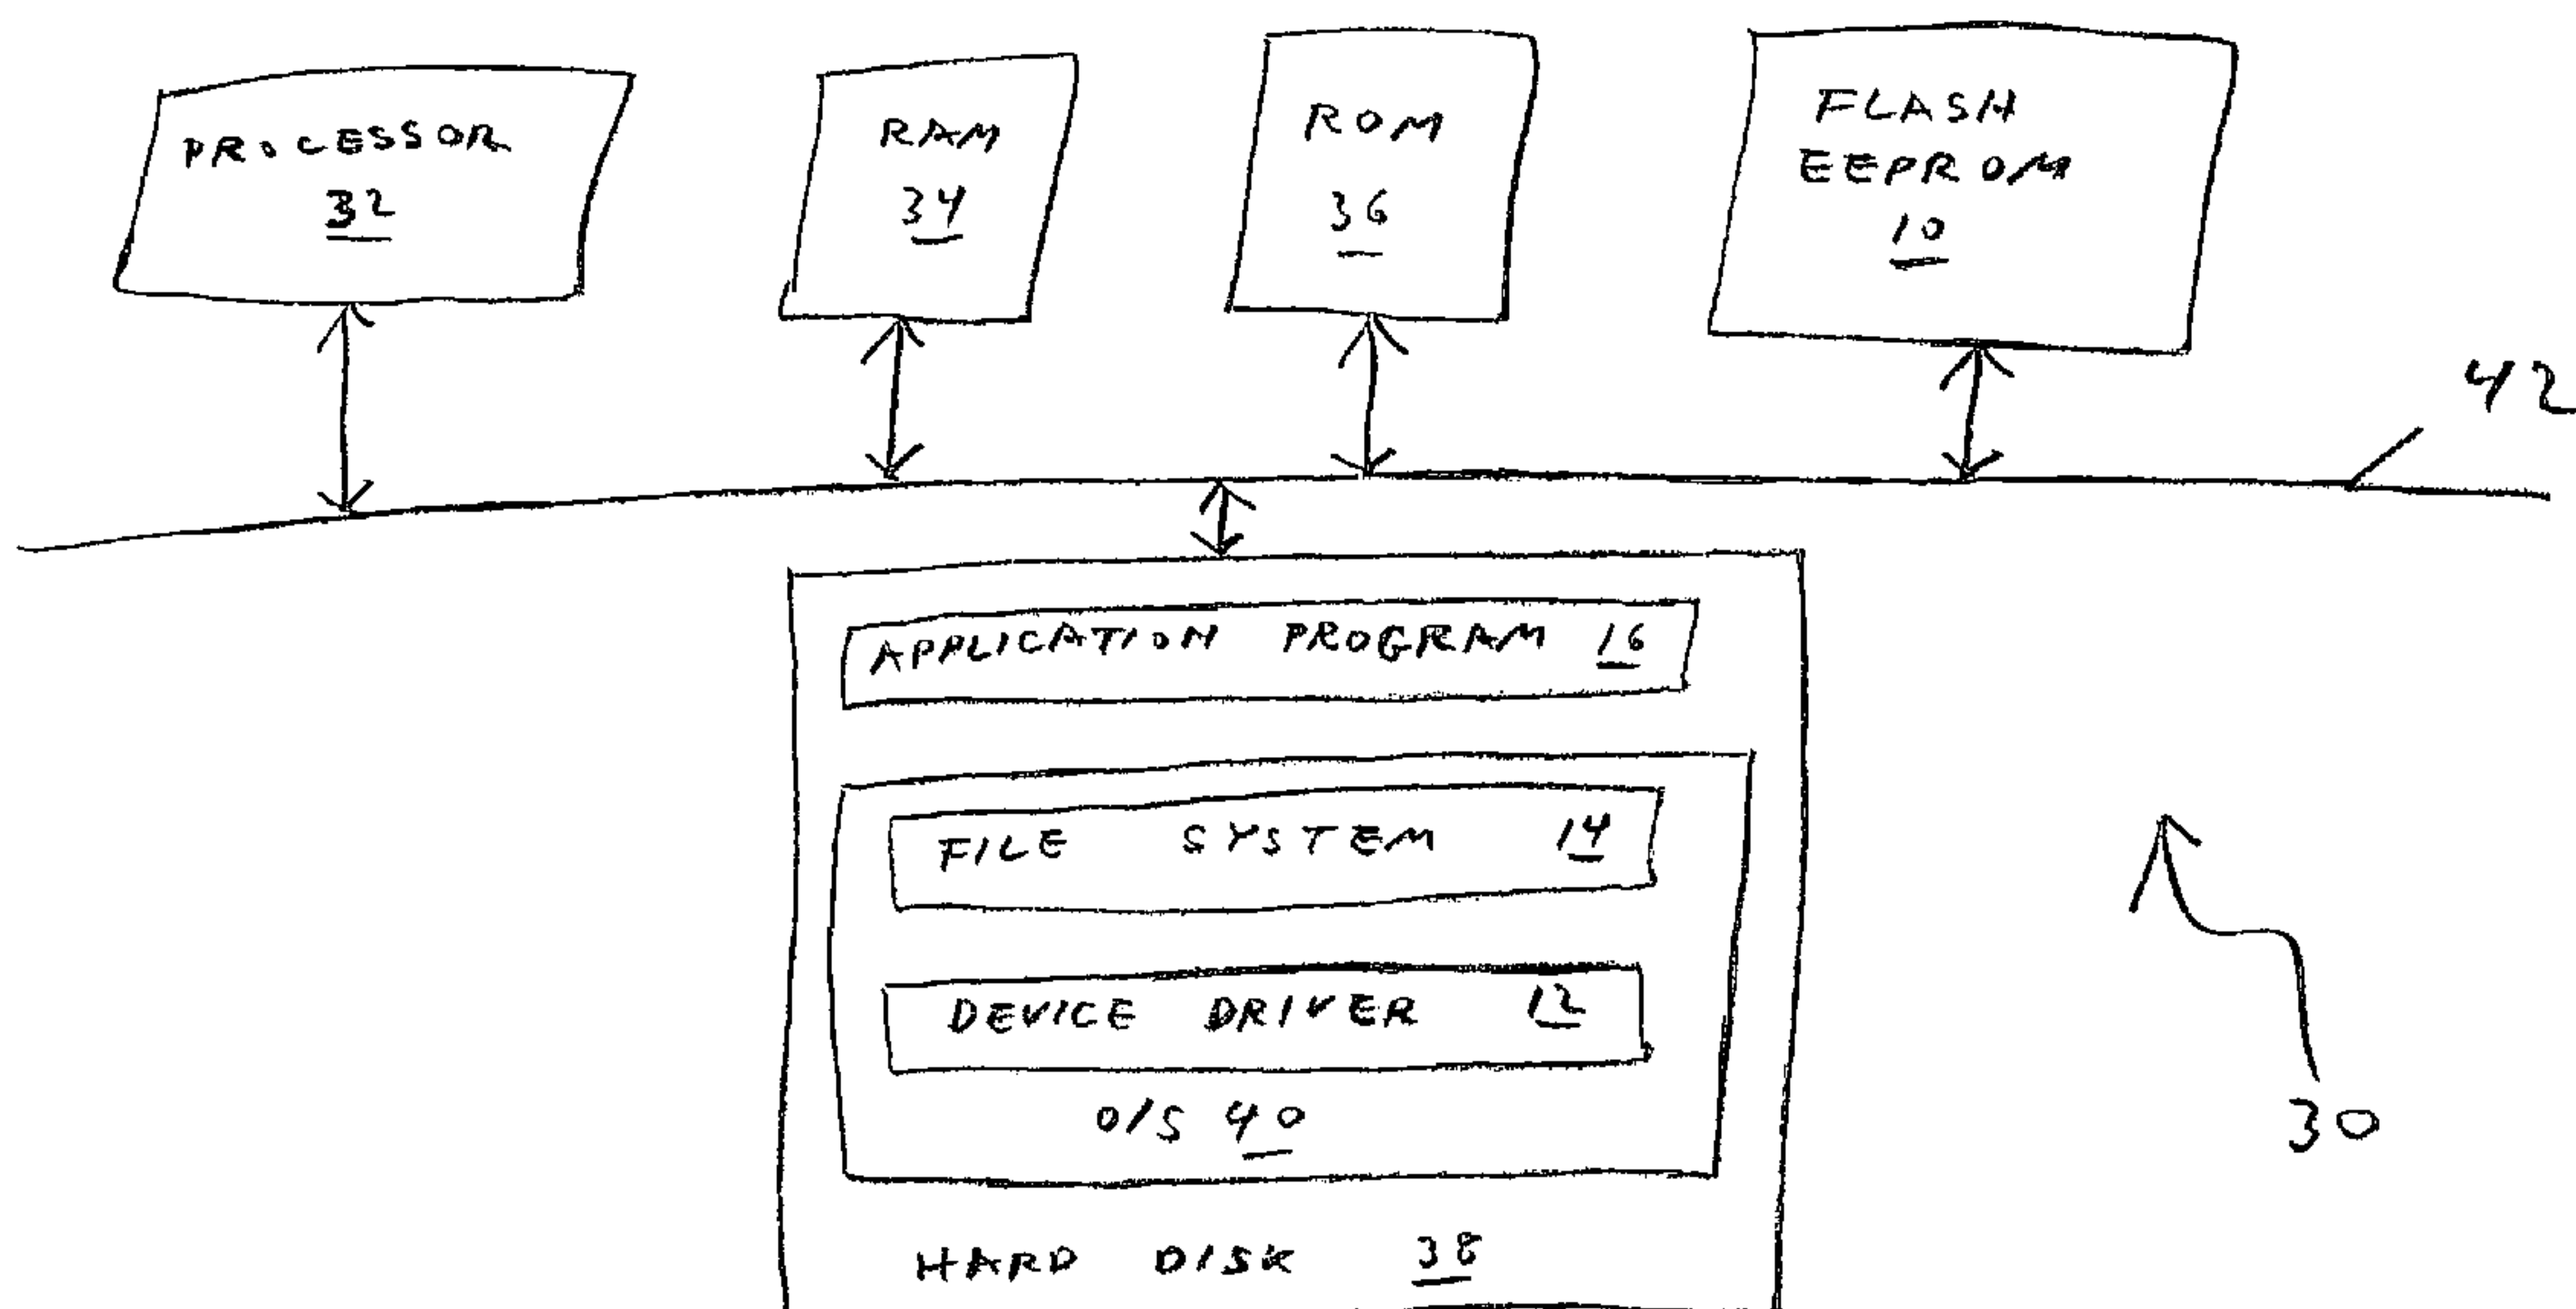 PROCESSOR
32
RAM
34
ROM
36
FLASH
EEPROM
10
42
APPLICATION PROGRAM 16
FILE SYSTEM 14
DEVICE DRIVER 12
O/S 40
HARD DISK 38
30